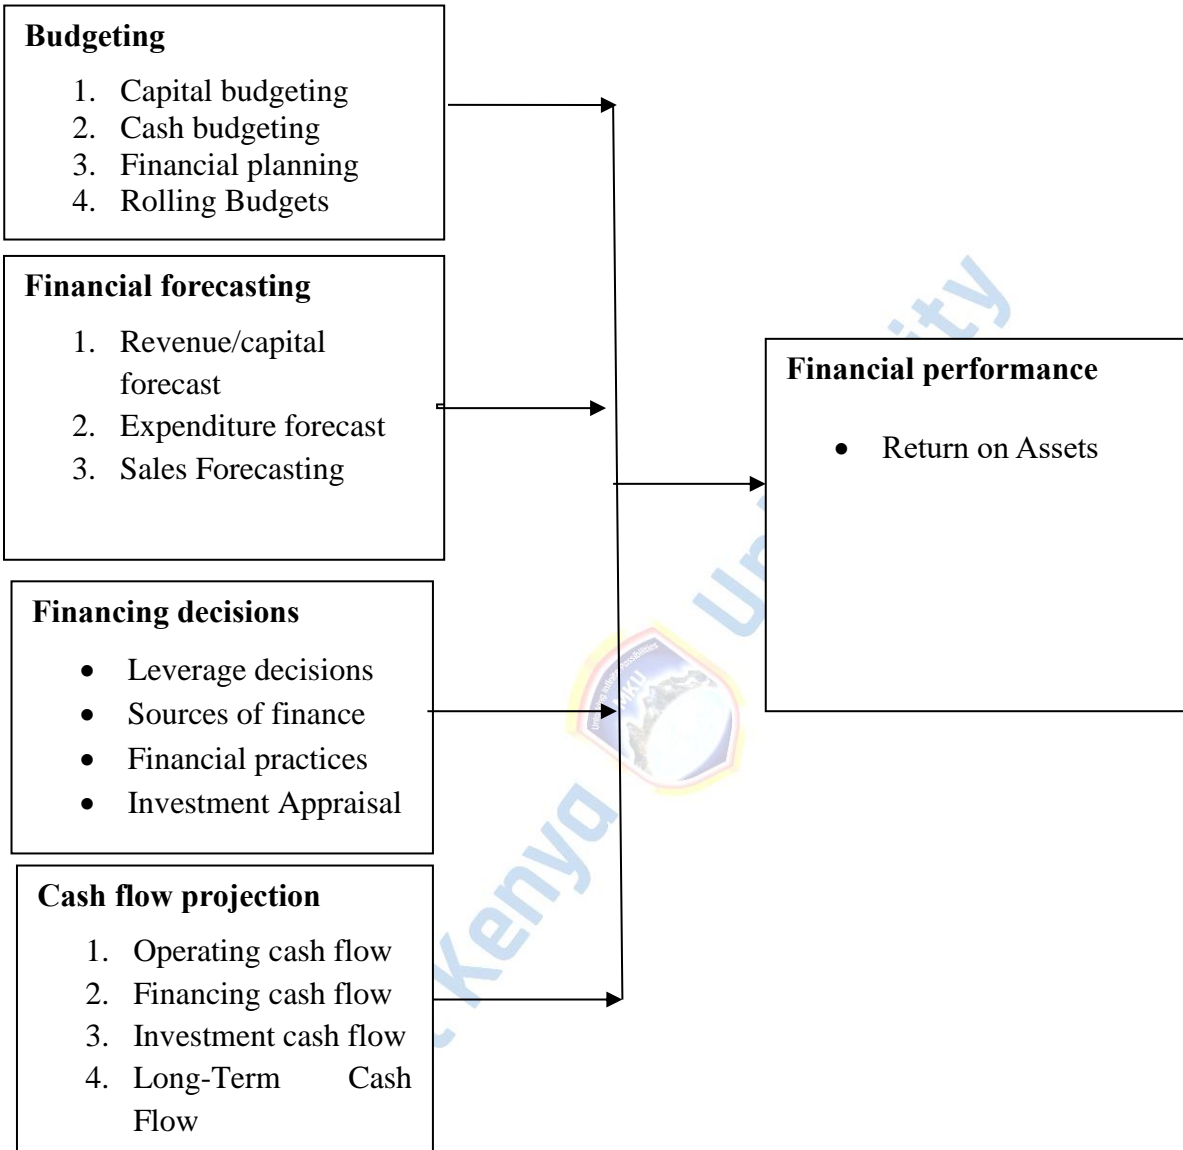 Budgeting
1. Capital budgeting
2. Cash budgeting
3. Financial planning
4. Rolling Budgets
Financial forecasting
1. Revenue/capital
forecast
2. Expenditure forecast
3. Sales Forecasting
Financing decisions
• Leverage decisions
• Sources of finance
• Financial practices
• Investment Appraisal
Cash flow projection
1. Operating cash flow
2. Financing cash flow
3. Investment cash flow
4. Long-Term Cash
Flow
Financial performance
• Return on Assets
Kenya
MKU